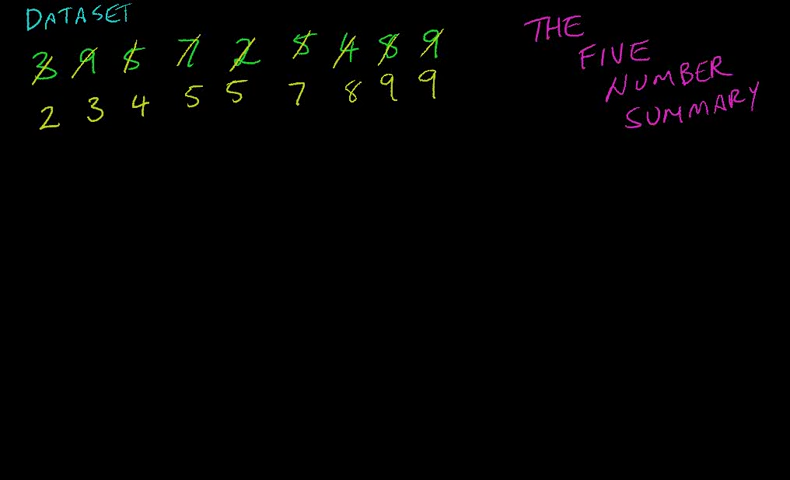 DATASET
3 9 5 7 2 5 4 8 9
2 3 4 5 5 7 8 9 9
THE
FIVE
NUMBER
SUMMARY